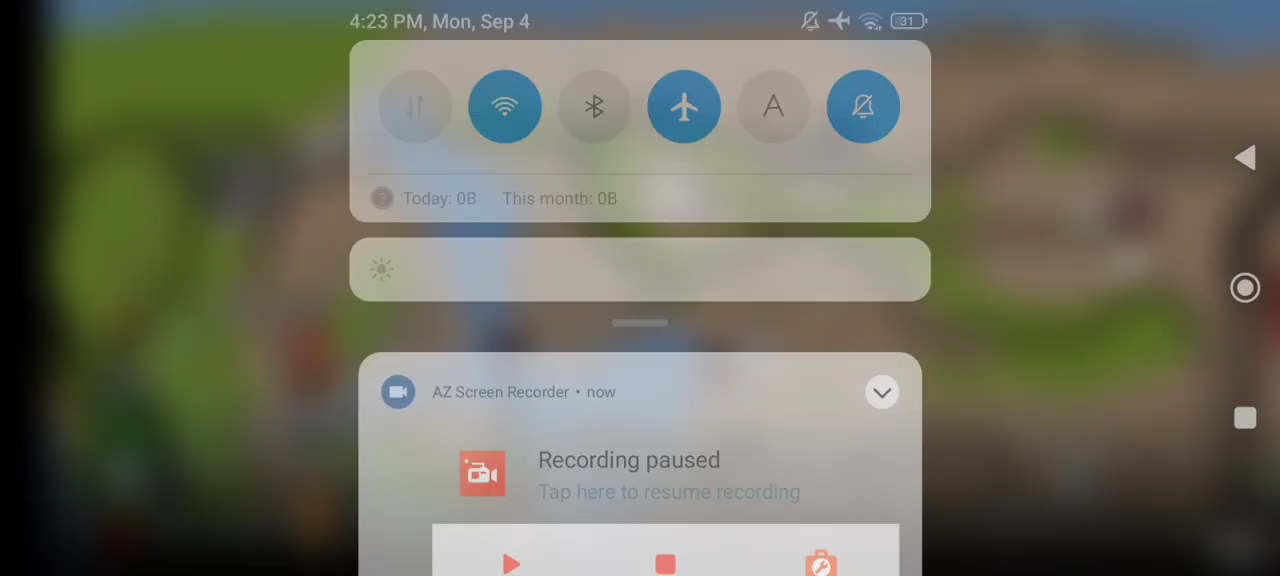 4:23 PM, Mon, Sep 4
31
A
? Today: 0B This month: 0B
AZ Screen Recorder • now
Recording paused
Tap here to resume recording